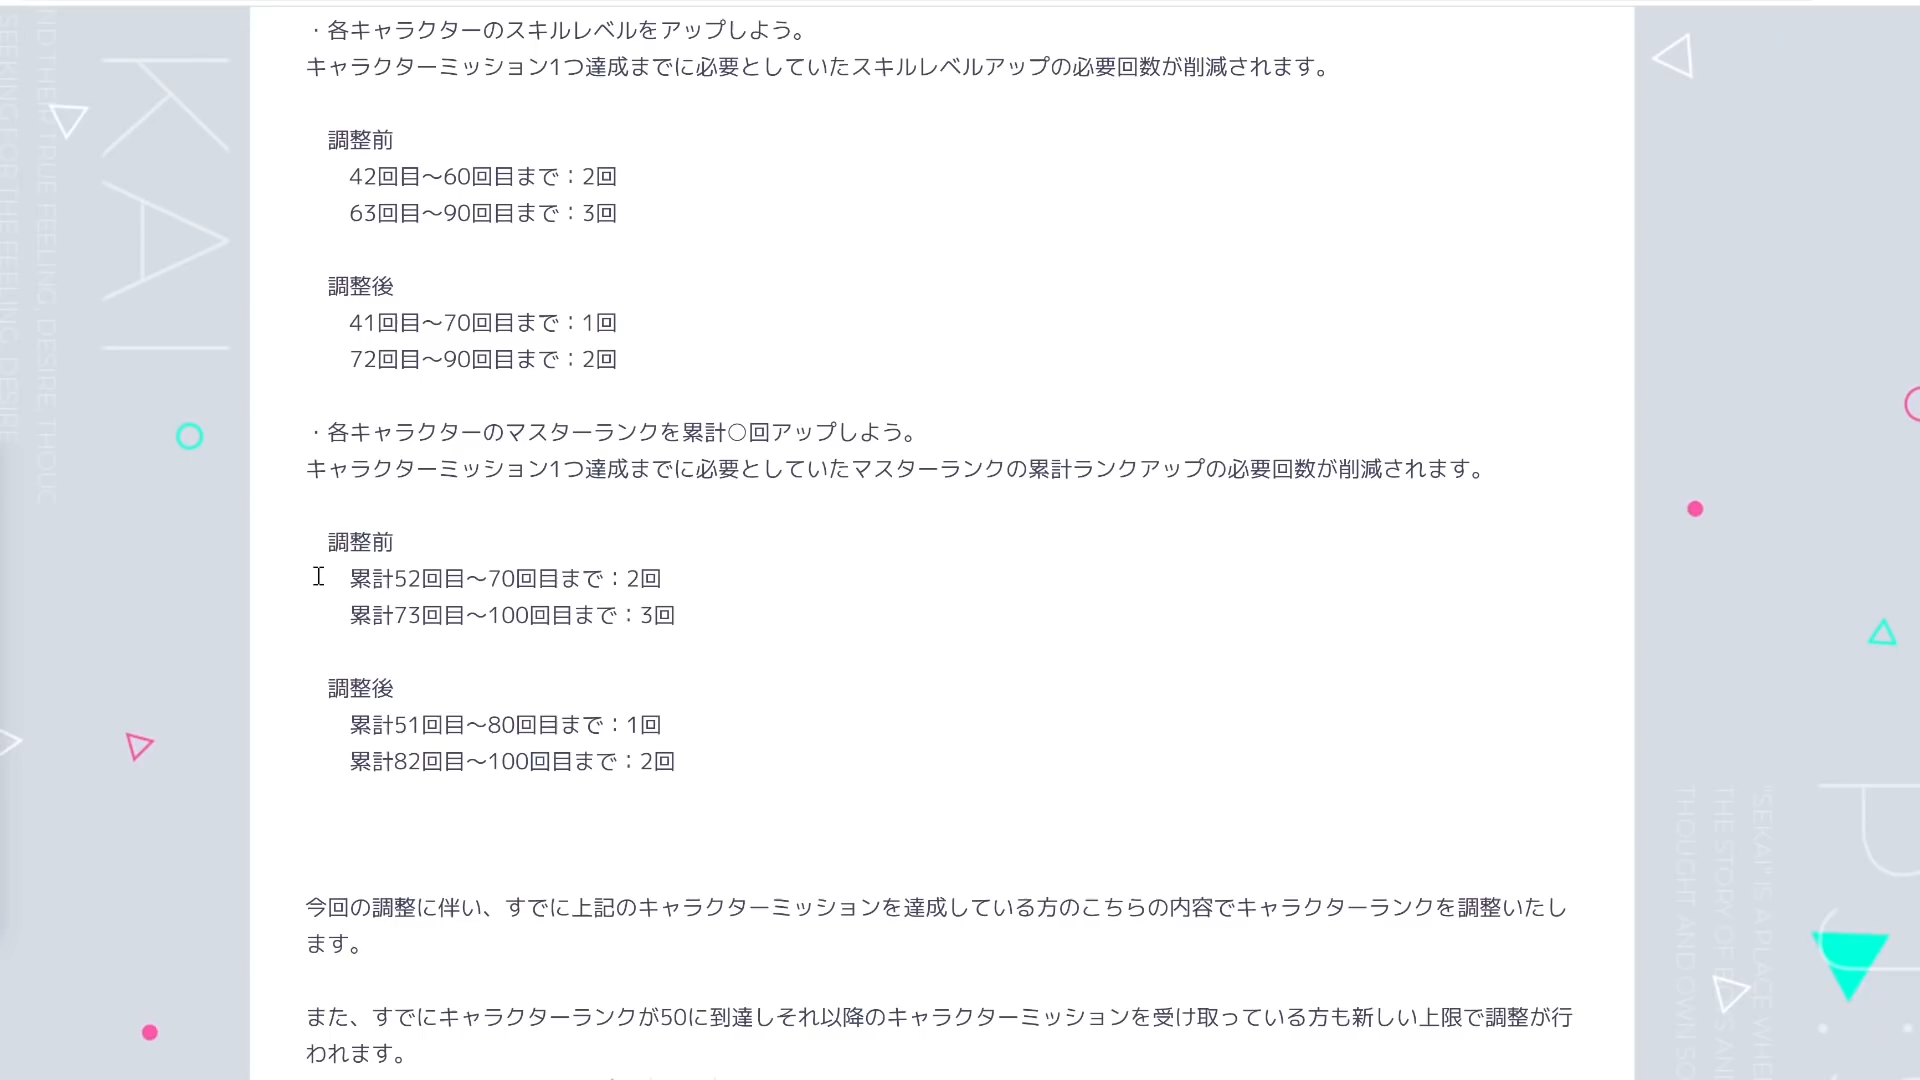 ・各キャラクターのスキルレベルをアップしよう。
キャラクターミッション1つ達成までに必要としていたスキルレベルアップの必要回数が削減されます。
調整前
42回目～60回目まで：2回
63回目～90回目まで：3回
調整後
41回目～70回目まで：1回
72回目～90回目まで：2回
・各キャラクターのマスターランクを累計○回アップしよう。
キャラクターミッション1つ達成までに必要としていたマスターランクの累計ランクアップの必要回数が削減されます。
調整前
累計52回目～70回目まで：2回
累計73回目～100回目まで：3回
調整後
累計51回目～80回目まで：1回
累計82回目～100回目まで：2回
今回の調整に伴い、すでに上記のキャラクターミッションを達成している方のこちらの内容でキャラクターランクを調整いたし
ます。
また、すでにキャラクターランクが50に到達しそれ以降のキャラクターミッションを受け取っている方も新しい上限で調整が行
われます。
KAI
TRUE FEELING, DESIRE,
SEEKING FOR THE FEELING, DESIRE
"SEKAI" IS A PLACE
THE STORY OF
THOUGHT AND OWN